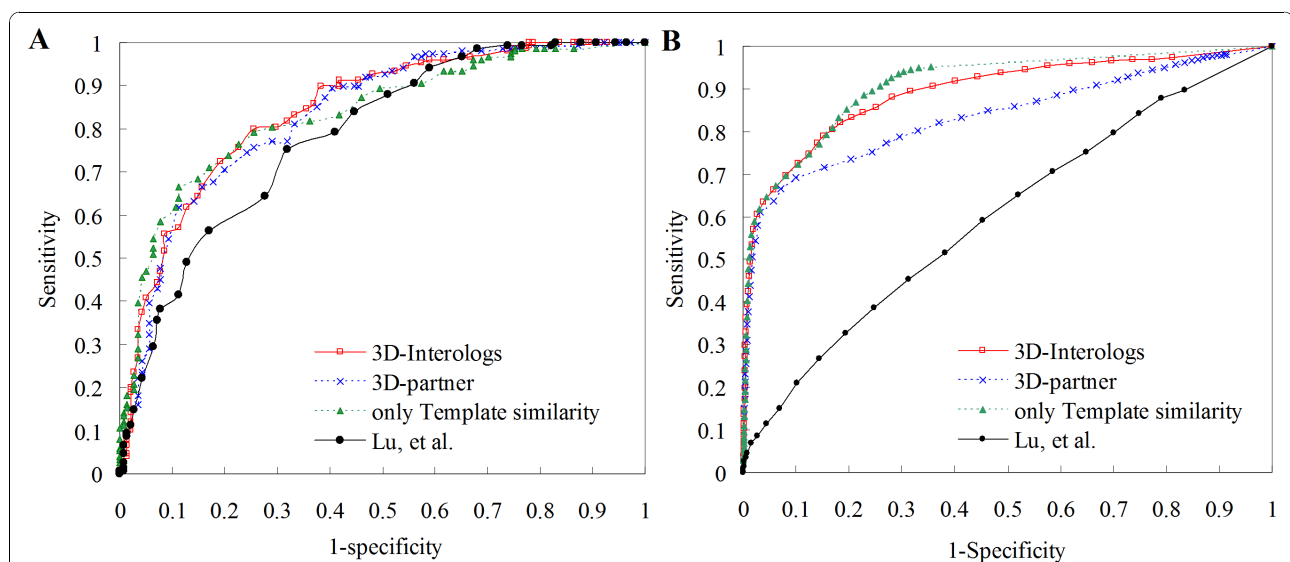 A
1
0.9
0.8
0.7
0.6
0.5
0.4
0.3
0.2
0.1
0
Sensitivity
3D-Interologs
3D-partner
only Template similarity
Lu, et al.
0 0.1 0.2 0.3 0.4 0.5 0.6 0.7 0.8 0.9 1
1-specificity
B
1
0.9
0.8
0.7
0.6
0.5
0.4
0.3
0.2
0.1
0
Sensitivity
3D-Interologs
3D-partner
only Template similarity
Lu, et al.
0 0.1 0.2 0.3 0.4 0.5 0.6 0.7 0.8 0.9 1
1-Specificity